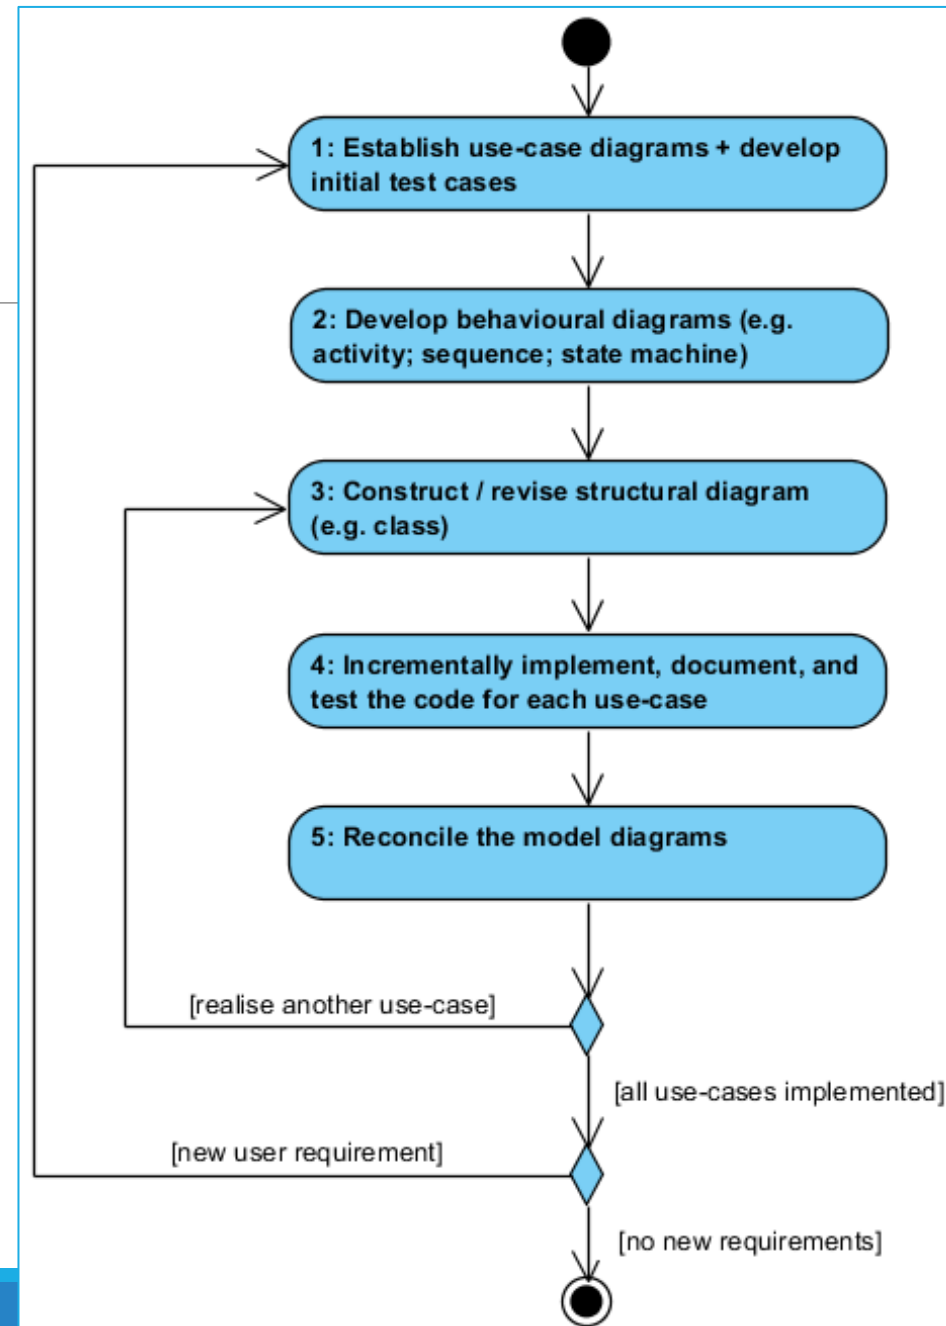 1: Establish use-case diagrams + develop
initial test cases
2: Develop behavioural diagrams (e.g.
activity; sequence; state machine)
3: Construct / revise structural diagram
(e.g. class)
4: Incrementally implement, document, and
test the code for each use-case
5: Reconcile the model diagrams
[realise another use-case]
[all use-cases implemented]
[new user requirement]
[no new requirements]